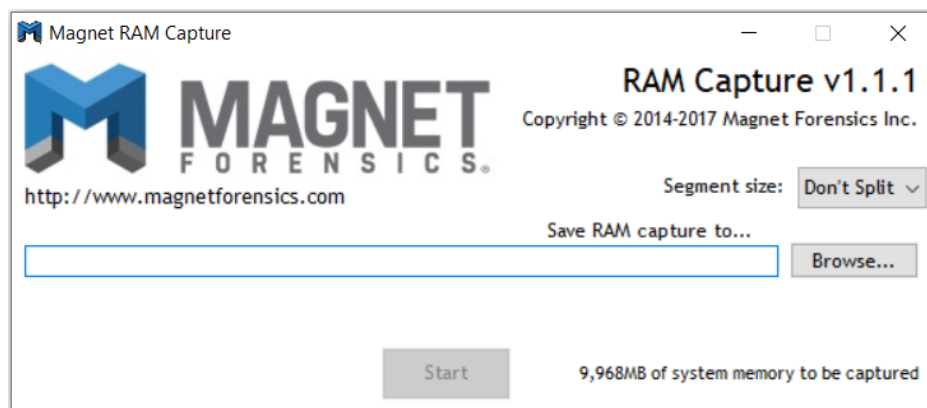 Magnet RAM Capture
MAGNET
FORENSICS®
RAM Capture v1.1.1
Copyright © 2014-2017 Magnet Forensics Inc.
http://www.magnetforensics.com
Segment size: Don't Split
Save RAM capture to...
Browse...
Start
9,968MB of system memory to be captured